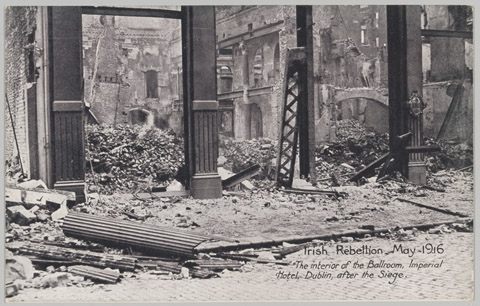 Irish Rebellion, May - 1916
The interior of the Ballroom, Imperial
Hotel, Dublin, after the Siege.